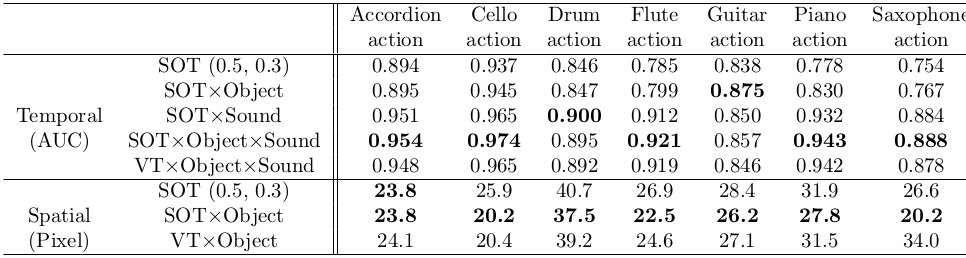 Accordion Cello Drum Flute Guitar Piano Saxophone
action action action action action action action
SOT (0.5, 0.3) 0.894 0.937 0.846 0.785 0.838 0.778 0.754
SOT×Object 0.895 0.945 0.847 0.799 0.875 0.830 0.767
Temporal SOT×Sound 0.951 0.965 0.900 0.912 0.850 0.932 0.884
(AUC) SOT×Object×Sound 0.954 0.974 0.895 0.921 0.857 0.943 0.888
VT×Object×Sound 0.948 0.965 0.892 0.919 0.846 0.942 0.878
SOT (0.5, 0.3) 23.8 25.9 40.7 26.9 28.4 31.9 26.6
Spatial SOT×Object 23.8 20.2 37.5 22.5 26.2 27.8 20.2
(Pixel) VT×Object 24.1 20.4 39.2 24.6 27.1 31.5 34.0